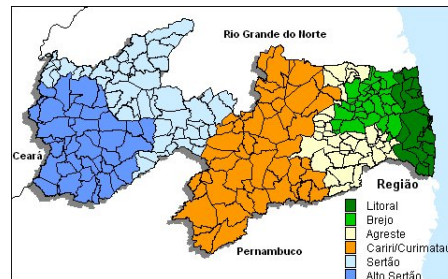 Rio Grande do Norte
Ceará
Pernambuco
Região
Litoral
Brejo
Agreste
Cariri/Curimatau
Sertão
Alto Sertão